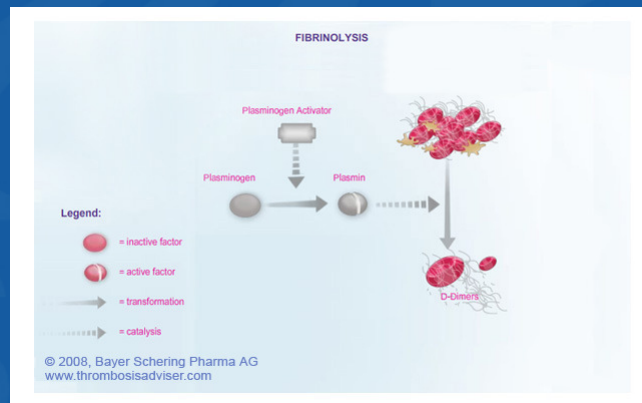 FIBRINOLYSIS
Plasminogen Activator
Plasminogen
Plasmin
Legend:
= inactive factor
= active factor
= transformation
= catalysis
D-Dimers
© 2008, Bayer Schering Pharma AG
www.thrombosisadviser.com